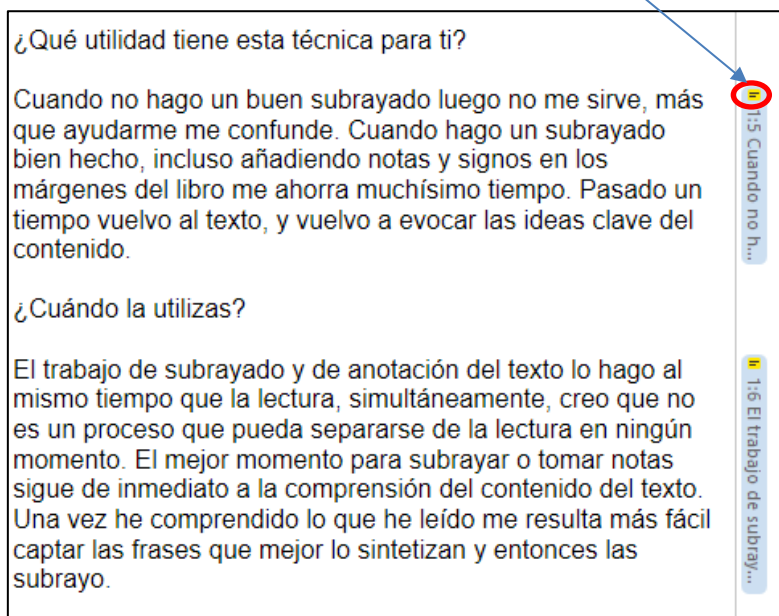 ¿Qué utilidad tiene esta técnica para ti?
Cuando no hago un buen subrayado luego no me sirve, más
que ayudarme me confunde. Cuando hago un subrayado
bien hecho, incluso añadiendo notas y signos en los
márgenes del libro me ahorra muchísimo tiempo. Pasado un
tiempo vuelvo al texto, y vuelvo a evocar las ideas clave del
contenido.
¿Cuándo la utilizas?
El trabajo de subrayado y de anotación del texto lo hago al
mismo tiempo que la lectura, simultáneamente, creo que no
es un proceso que pueda separarse de la lectura en ningún
momento. El mejor momento para subrayar o tomar notas
sigue de inmediato a la comprensión del contenido del texto.
Una vez he comprendido lo que he leído me resulta más fácil
captar las frases que mejor lo sintetizan y entonces las
subrayo.
1:5 Cuando no h...
1:6 El trabajo de subray...